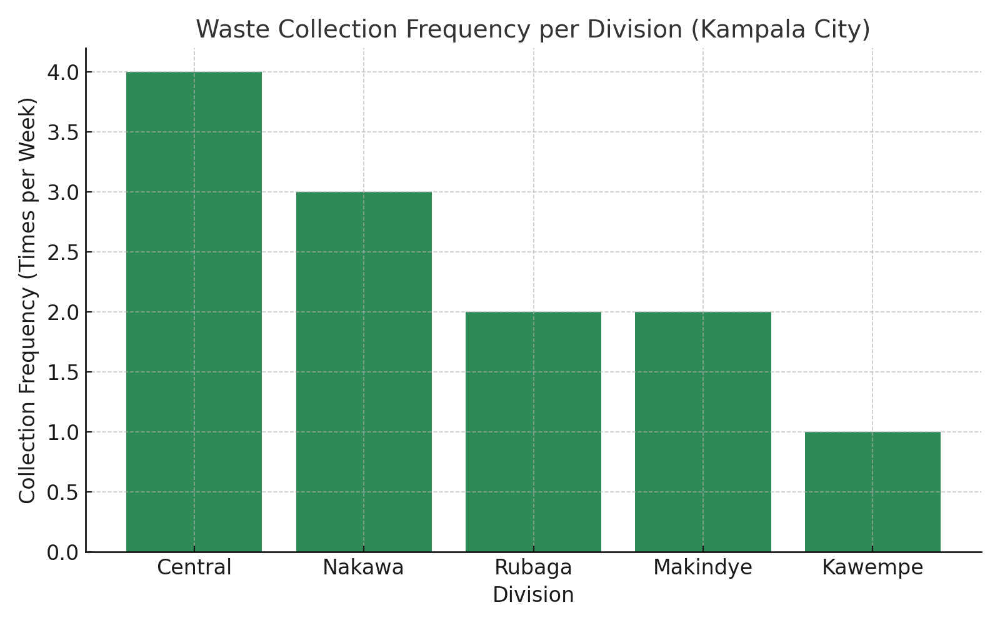 Waste Collection Frequency per Division (Kampala City)
Collection Frequency (Times per Week)
4.0
3.5
3.0
2.5
2.0
1.5
1.0
0.5
0.0
Central Nakawa Rubaga Makindye Kawempe
Division